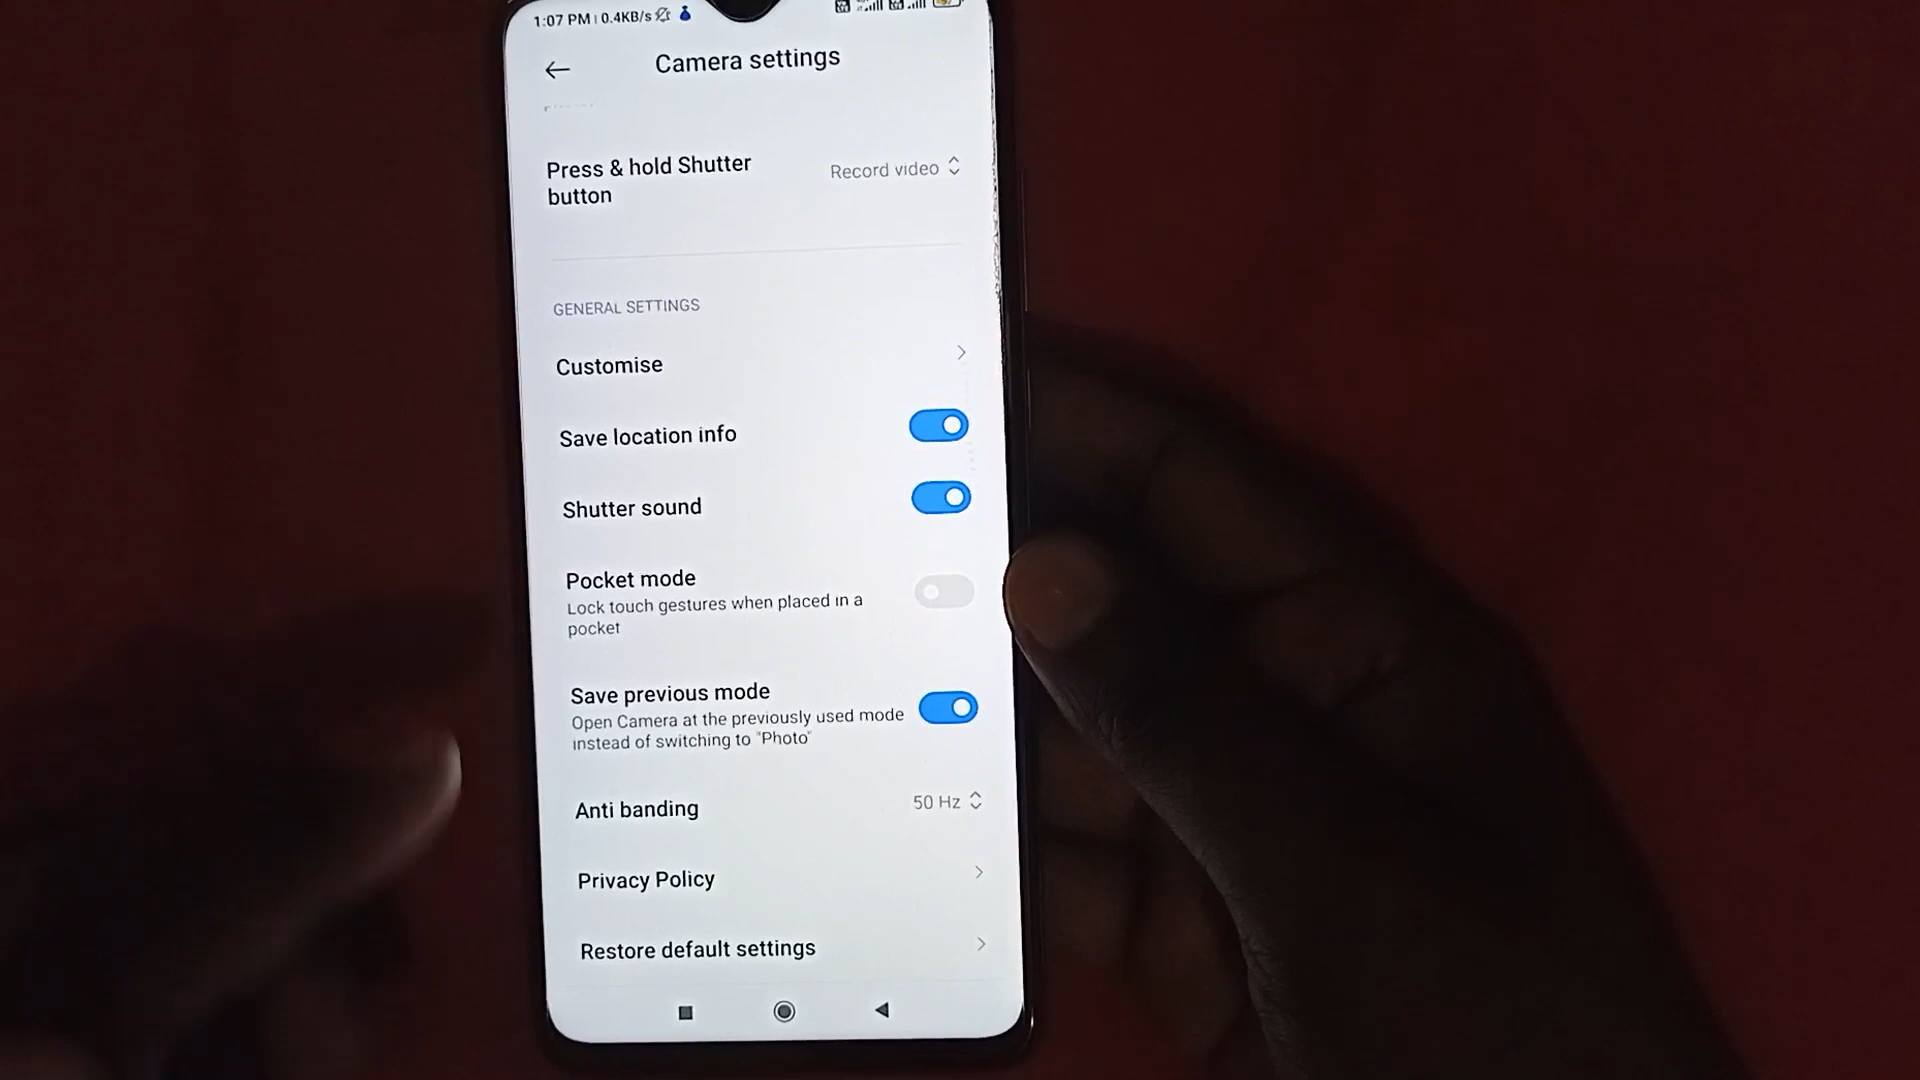 1:07 PM | 0.4KB/s
Camera settings
Press & hold Shutter
button
Record video
GENERAL SETTINGS
Customise
Save location info
Shutter sound
Pocket mode
Lock touch gestures when placed in a
pocket
Save previous mode
Open Camera at the previously used mode
instead of switching to "Photo"
Anti banding
50 Hz
Privacy Policy
Restore default settings